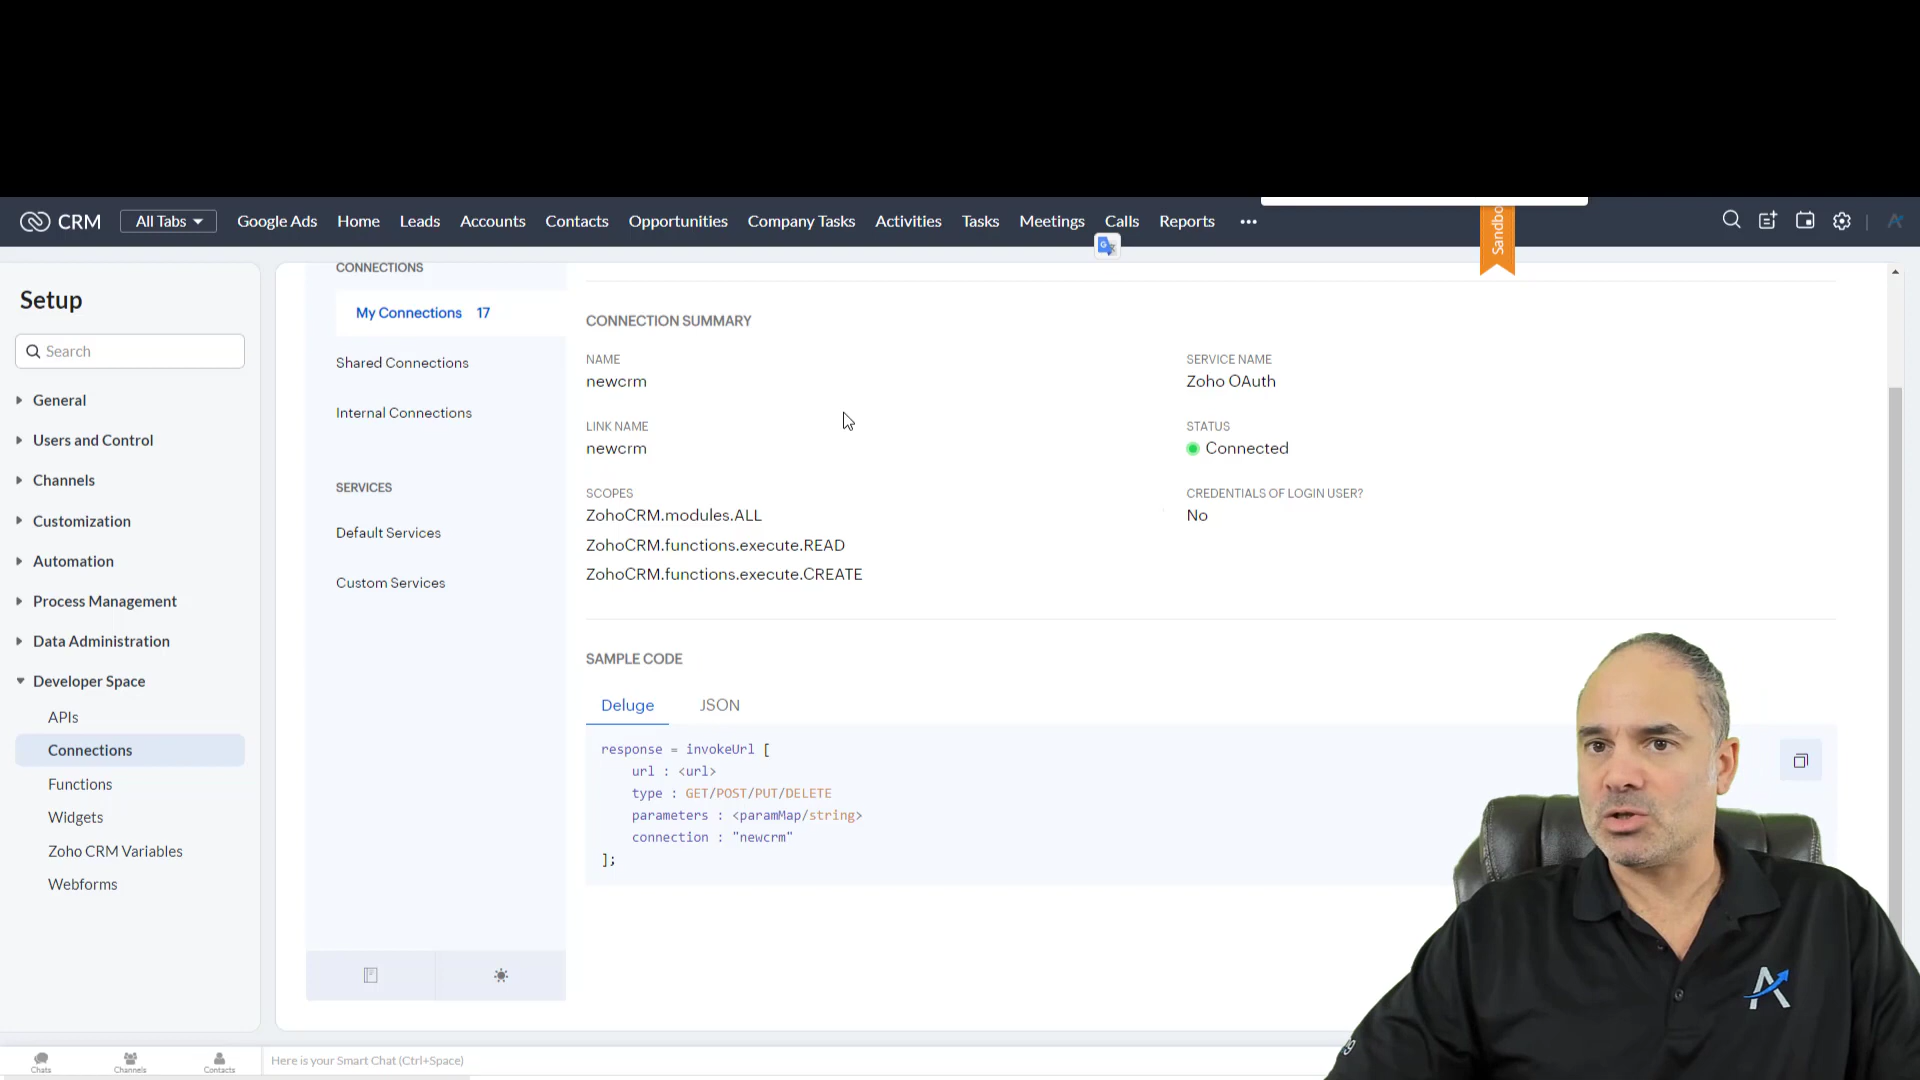 CRM
All Tabs
Google Ads
Home
Leads
Accounts
Contacts
Opportunities
Company Tasks
Activities
Tasks
Meetings
Calls
Reports
•••
Setup
Search
General
Users and Control
Channels
Customization
Automation
Process Management
Data Administration
Developer Space
APIs
Connections
Functions
Widgets
Zoho CRM Variables
Webforms
CONNECTIONS
My Connections 17
Shared Connections
Internal Connections
SERVICES
Default Services
Custom Services
CONNECTION SUMMARY
NAME
newcrm
SERVICE NAME
Zoho OAuth
LINK NAME
newcrm
STATUS
Connected
SCOPES
ZohoCRM.modules.ALL
ZohoCRM.functions.execute.READ
ZohoCRM.functions.execute.CREATE
CREDENTIALS OF LOGIN USER?
No
SAMPLE CODE
Deluge
JSON
response = invokeUrl [
url : <url>
type : GET/POST/PUT/DELETE
parameters : <paramMap/string>
connection : "newcrm"
];
Chats
Channels
Contacts
Here is your Smart Chat (Ctrl+Space)